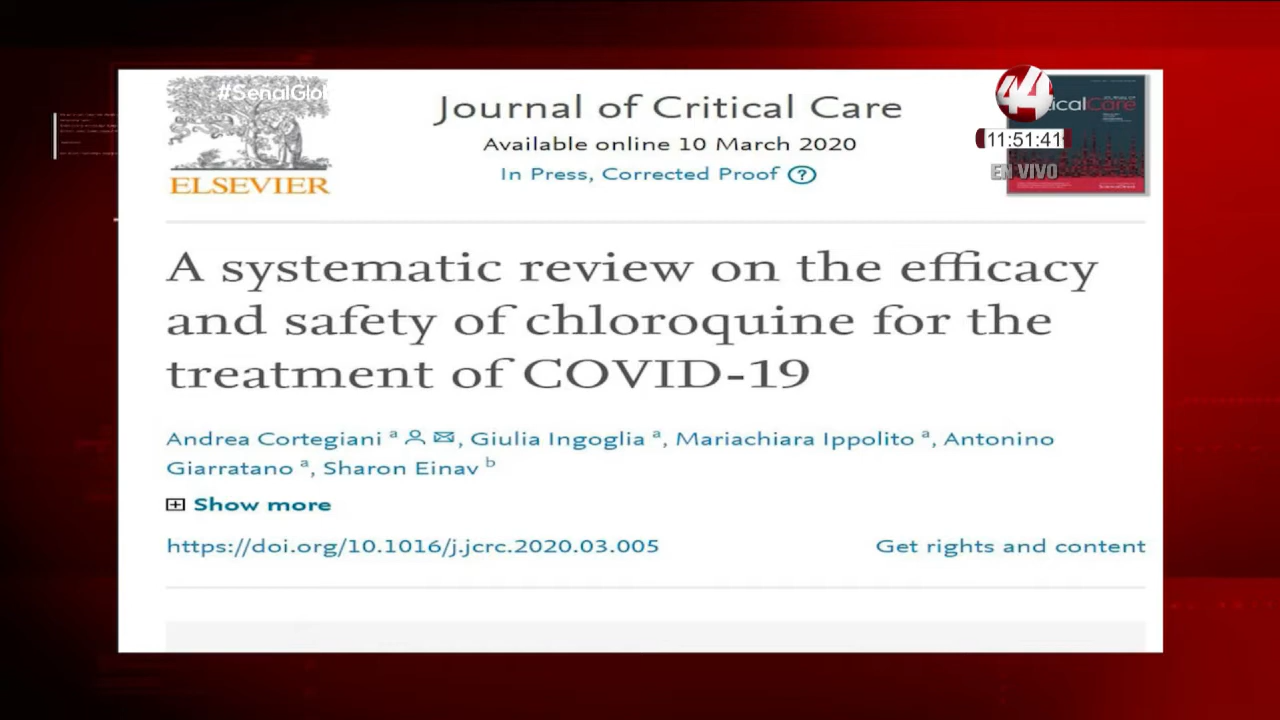 #SeñalGlo
Journal of Critical Care
44
icalCare
Available online 10 March 2020
11:51:41
In Press, Corrected Proof ?
EN VIVO
ELSEVIER
A systematic review on the efficacy
and safety of chloroquine for the
treatment of COVID-19
Andrea Cortegiani a, Giulia Ingoglia a, Mariachiara Ippolito a, Antonino
Giarratano a, Sharon Einav b
Show more
https://doi.org/10.1016/j.jcrc.2020.03.005
Get rights and content